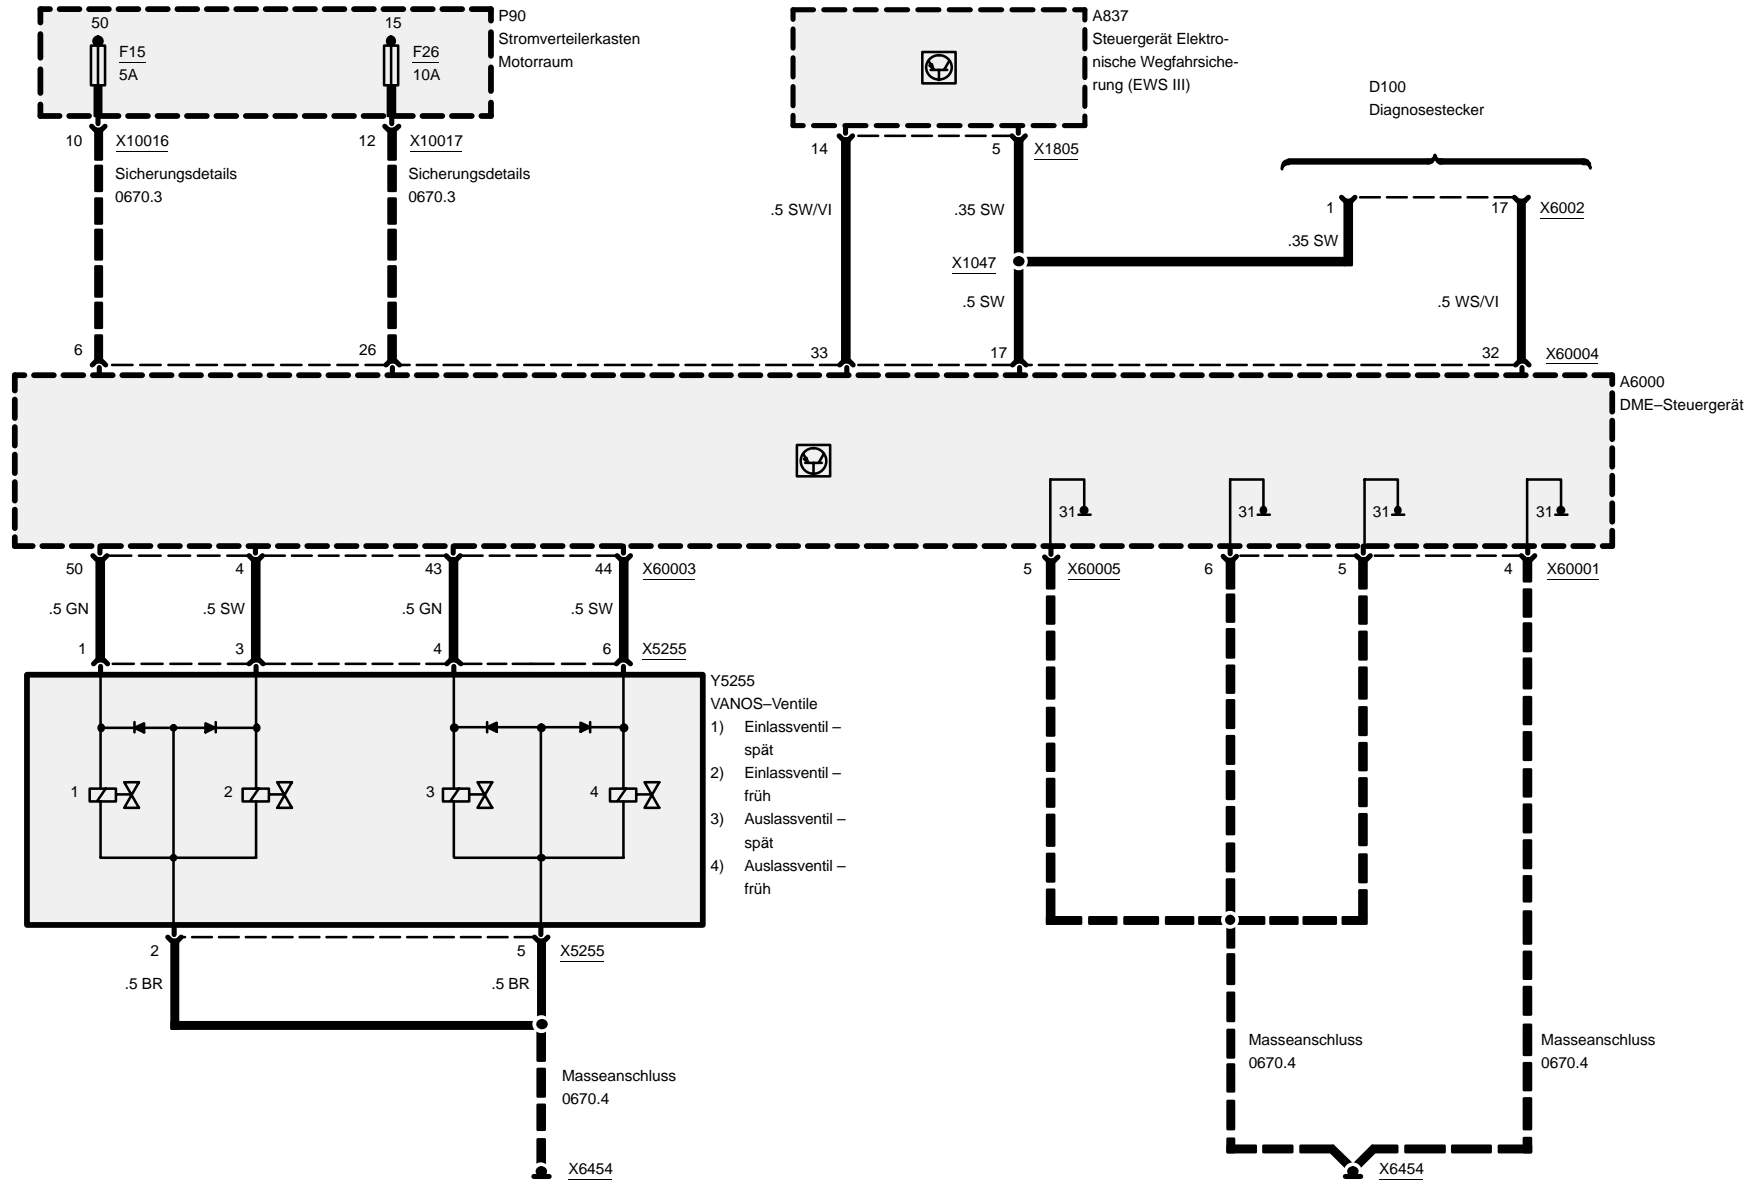 50
15
P90
Stromverteilerkasten
Motorraum
F15
5A
F26
10A
10
X10016
12
X10017
Sicherungsdetails
0670.3
Sicherungsdetails
0670.3
A837
Steuergerät Elektro-
nische Wegfahrsiche-
rung (EWS III)
D100
Diagnosestecker
14
5
X1805
.5 SW/VI
.35 SW
1
17
X6002
.35 SW
X1047
.5 SW
.5 WS/VI
6
26
33
17
32
X60004
A6000
DME–Steuergerät
31
31
31
31
50
4
43
44
X60003
5
X60005
6
5
4
X60001
.5 GN
.5 SW
.5 GN
.5 SW
1
3
4
6
X5255
Y5255
VANOS–Ventile
1) Einlassventil –
spät
2) Einlassventil –
früh
3) Auslassventil –
spät
4) Auslassventil –
früh
1
2
3
4
2
5
X5255
.5 BR
.5 BR
Masseanschluss
0670.4
Masseanschluss
0670.4
Masseanschluss
0670.4
X6454
X6454